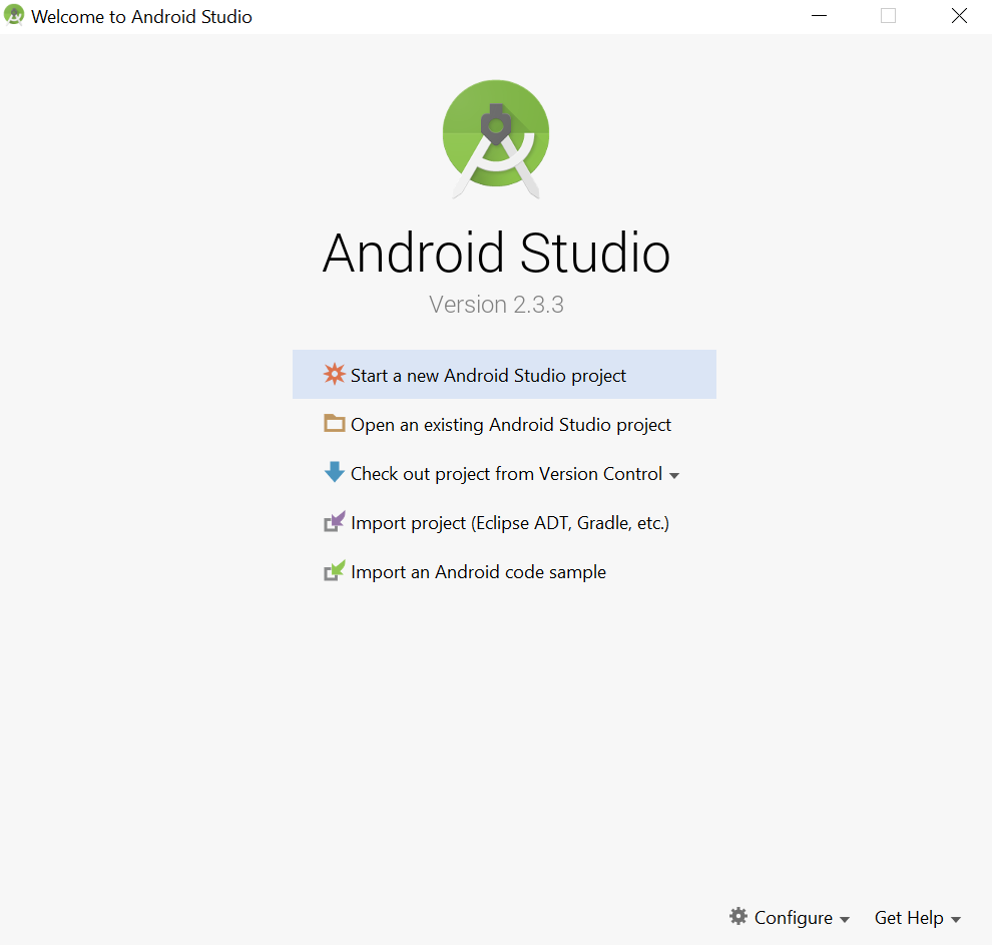 Welcome to Android Studio
Android Studio
Version 2.3.3
Start a new Android Studio project
Open an existing Android Studio project
Check out project from Version Control
Import project (Eclipse ADT, Gradle, etc.)
Import an Android code sample
Configure Get Help